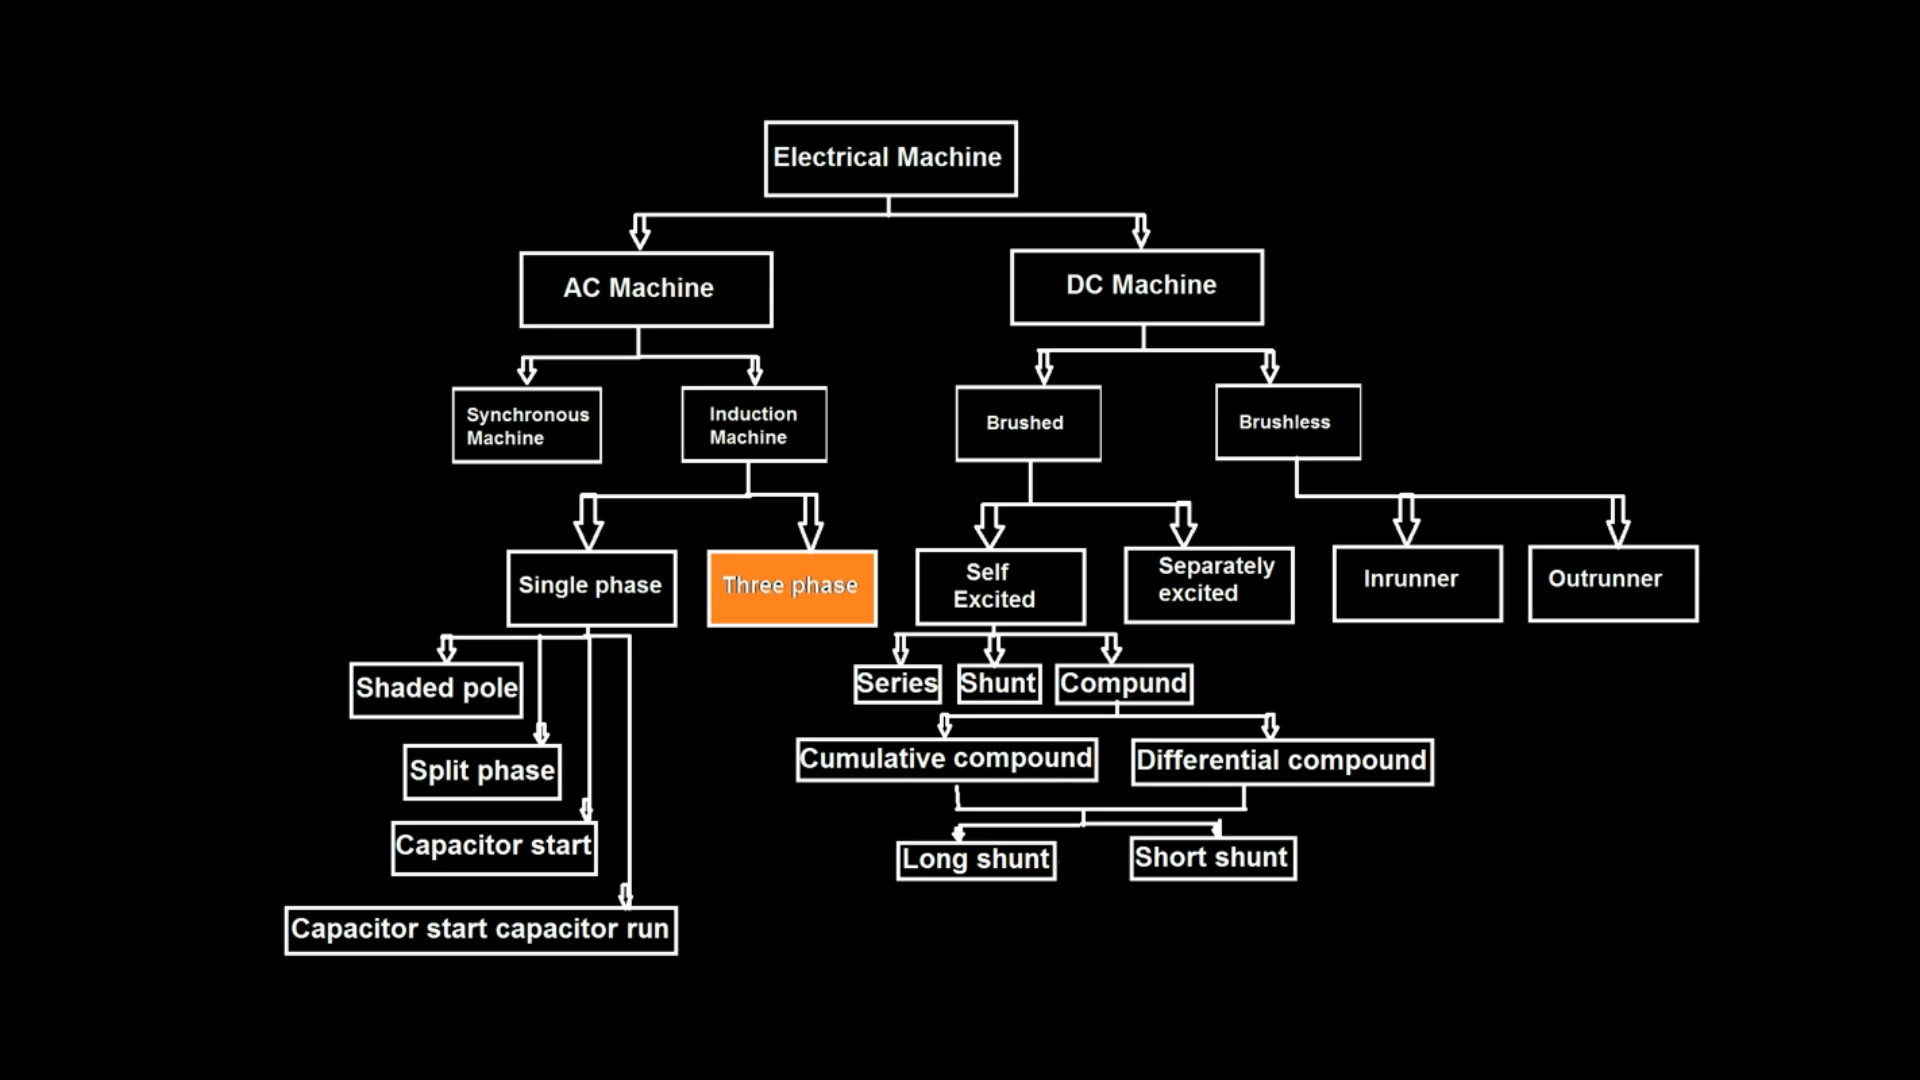 Electrical Machine
AC Machine
DC Machine
Synchronous
Machine
Induction
Machine
Brushed
Brushless
Single phase
Three phase
Self
Excited
Separately
excited
Inrunner
Outrunner
Shaded pole
Series
Shunt
Compund
Split phase
Cumulative compound
Differential compound
Capacitor start
Long shunt
Short shunt
Capacitor start capacitor run